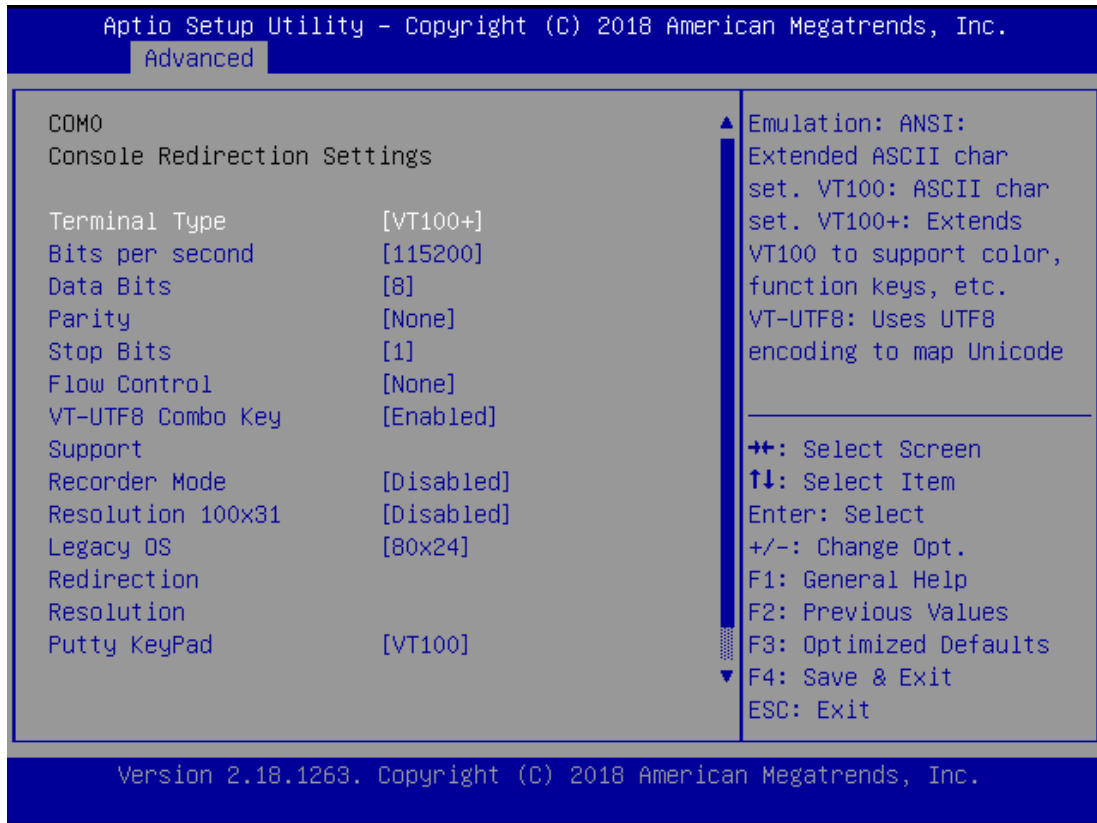 Aptio Setup Utility – Copyright (C) 2018 American Megatrends, Inc.
Advanced
COM0
Console Redirection Settings
Terminal Type [VT100+]
Bits per second [115200]
Data Bits [8]
Parity [None]
Stop Bits [1]
Flow Control [None]
VT-UTF8 Combo Key [Enabled]
Support
Recorder Mode [Disabled]
Resolution 100x31 [Disabled]
Legacy OS [80x24]
Redirection
Resolution
Putty KeyPad [VT100]
Emulation: ANSI:
Extended ASCII char
set. VT100: ASCII char
set. VT100+: Extends
VT100 to support color,
function keys, etc.
VT-UTF8: Uses UTF8
encoding to map Unicode
→←: Select Screen
↑↓: Select Item
Enter: Select
+/-: Change Opt.
F1: General Help
F2: Previous Values
F3: Optimized Defaults
F4: Save & Exit
ESC: Exit
Version 2.18.1263. Copyright (C) 2018 American Megatrends, Inc.